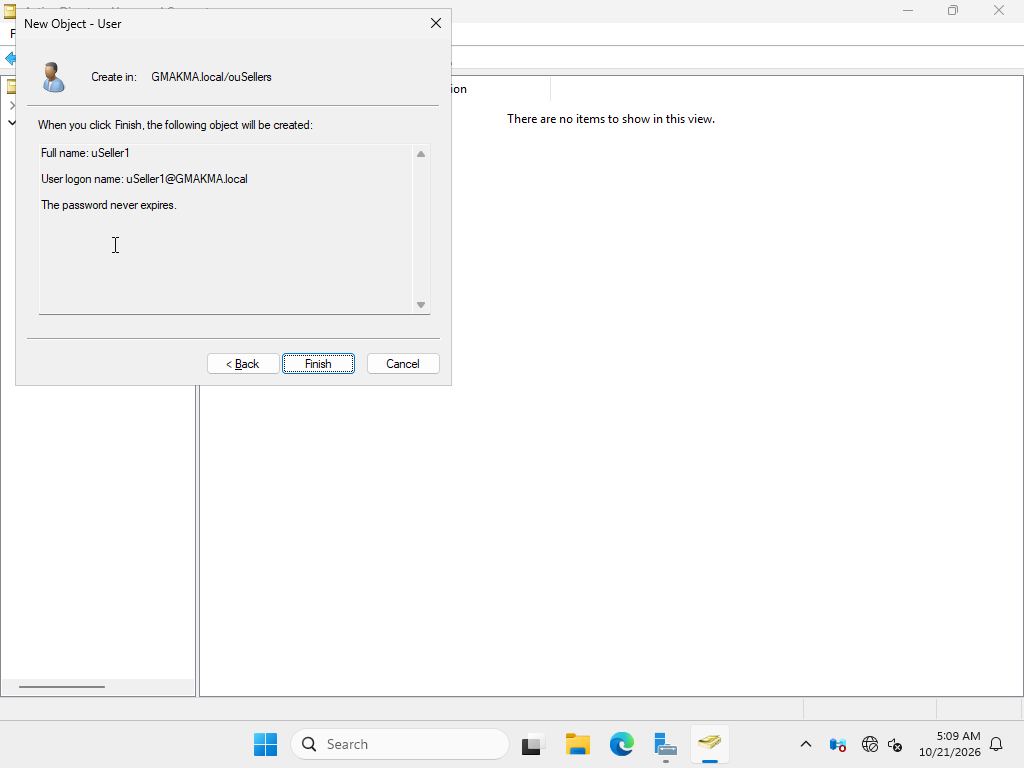 New Object - User
Create in: GMAKMA.local/ouSellers
When you click Finish, the following object will be created:
Full name: uSeller1
User logon name: uSeller1@GMAKMA.local
The password never expires.
< Back
Finish
Cancel
ion
There are no items to show in this view.
Search
5:09 AM
10/21/2026